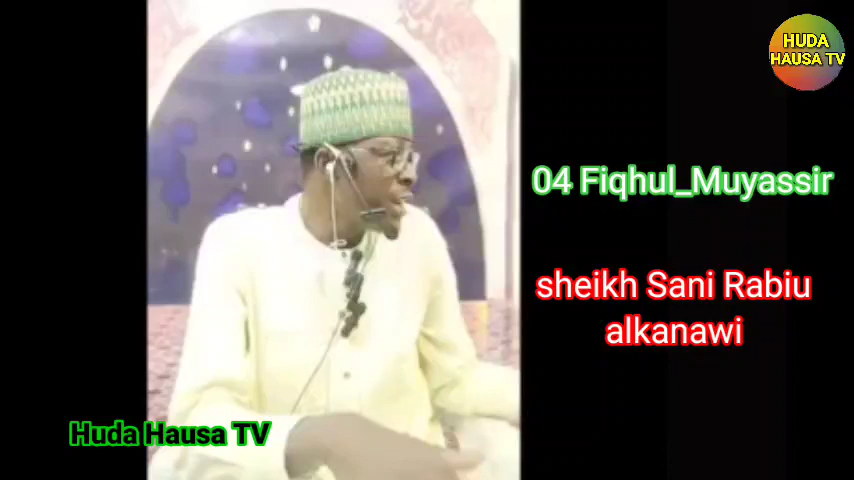 HUDA
HAUSA TV
04 Fiqhul_Muyassir
sheikh Sani Rabiu
alkanawi
Huda Hausa TV